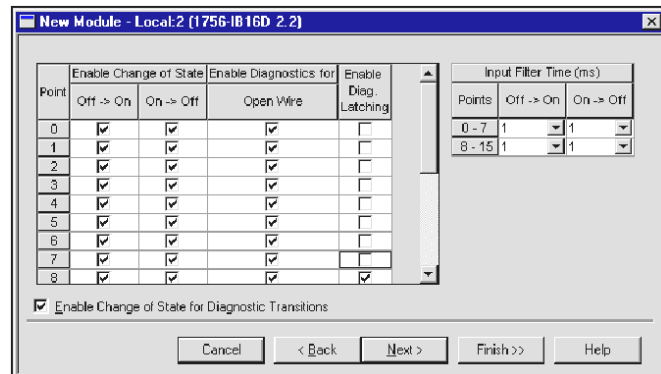 New Module - Local:2 (1756-IB16D 2.2)
Point Enable Change of State Enable Diagnostics for Enable Diag. Latching
Off -> On On -> Off Open Wire
0
1
2
3
4
5
6
7
8
Input Filter Time (ms)
Points Off -> On On -> Off
0 - 7 1 1
8 - 15 1 1
Enable Change of State for Diagnostic Transitions
Cancel < Back Next > Finish >> Help